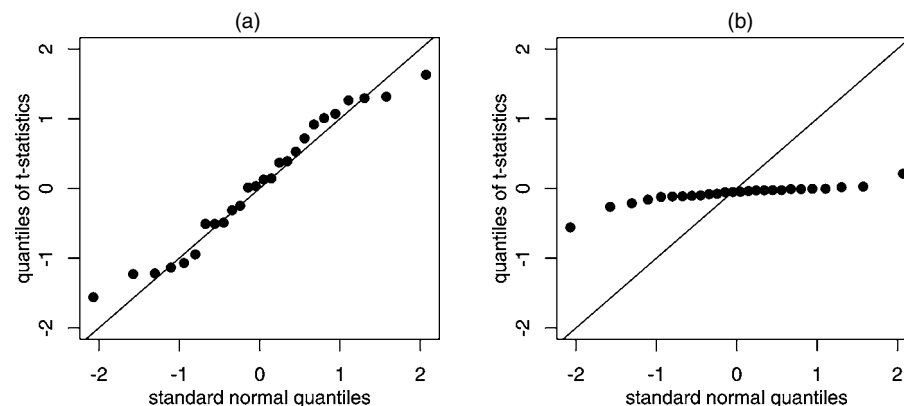 (a)
2
1
0
-1
-2
quantiles of t-statistics
-2 -1 0 1 2
standard normal quantiles
(b)
2
1
0
-1
-2
quantiles of t-statistics
-2 -1 0 1 2
standard normal quantiles